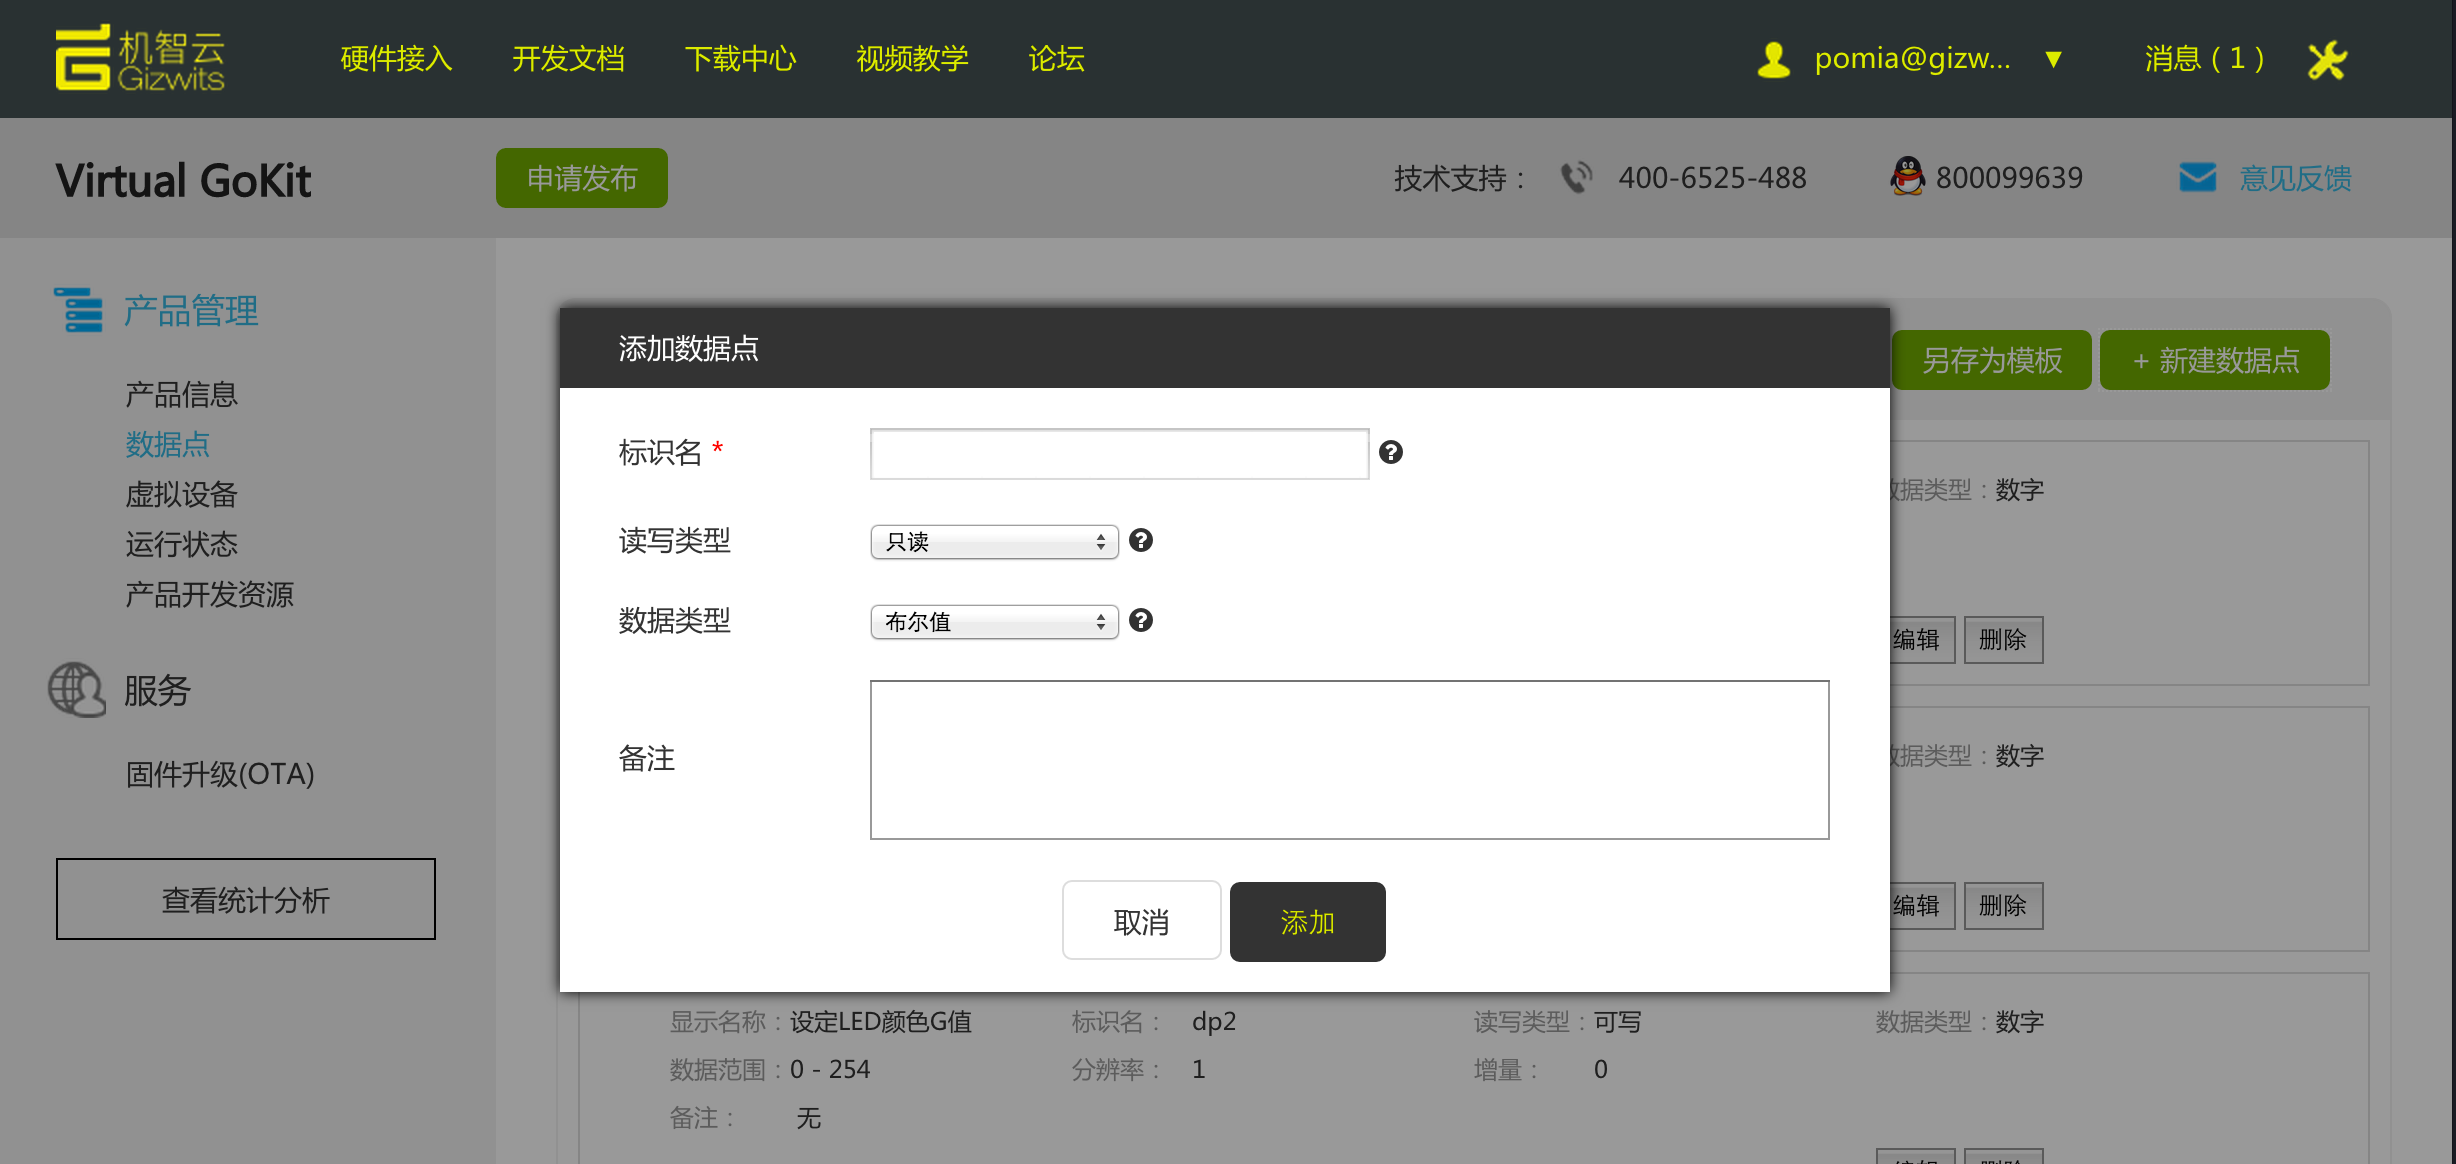 机智云
Gizwits
硬件接入 开发文档 下载中心 视频教学 论坛 pomia@gizw... ▼ 消息 ( 1 )
Virtual GoKit 申请发布 技术支持： 400-6525-488 800099639 意见反馈
产品管理
产品信息
数据点
虚拟设备
运行状态
产品开发资源
服务
固件升级(OTA)
查看统计分析
另存为模板 + 新建数据点
添加数据点
标识名 *
读写类型 只读
数据类型 布尔值
备注
取消 添加
据类型：数字
编辑 删除
据类型：数字
编辑 删除
显示名称：设定LED颜色G值 标识名： dp2 读写类型：可写 数据类型：数字
数据范围：0 - 254 分辨率： 1 增量： 0
备注： 无